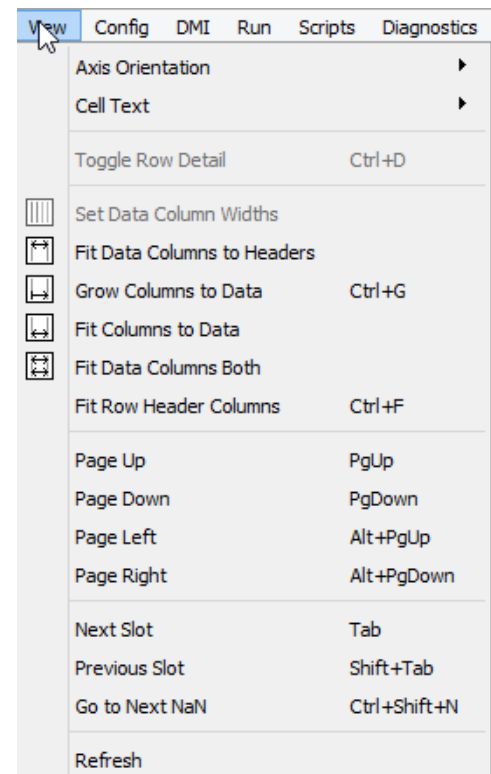 View Config DMI Run Scripts Diagnostics
Axis Orientation
Cell Text
Toggle Row Detail Ctrl+D
Set Data Column Widths
Fit Data Columns to Headers
Grow Columns to Data Ctrl+G
Fit Columns to Data
Fit Data Columns Both
Fit Row Header Columns Ctrl+F
Page Up PgUp
Page Down PgDown
Page Left Alt+PgUp
Page Right Alt+PgDown
Next Slot Tab
Previous Slot Shift+Tab
Go to Next NaN Ctrl+Shift+N
Refresh